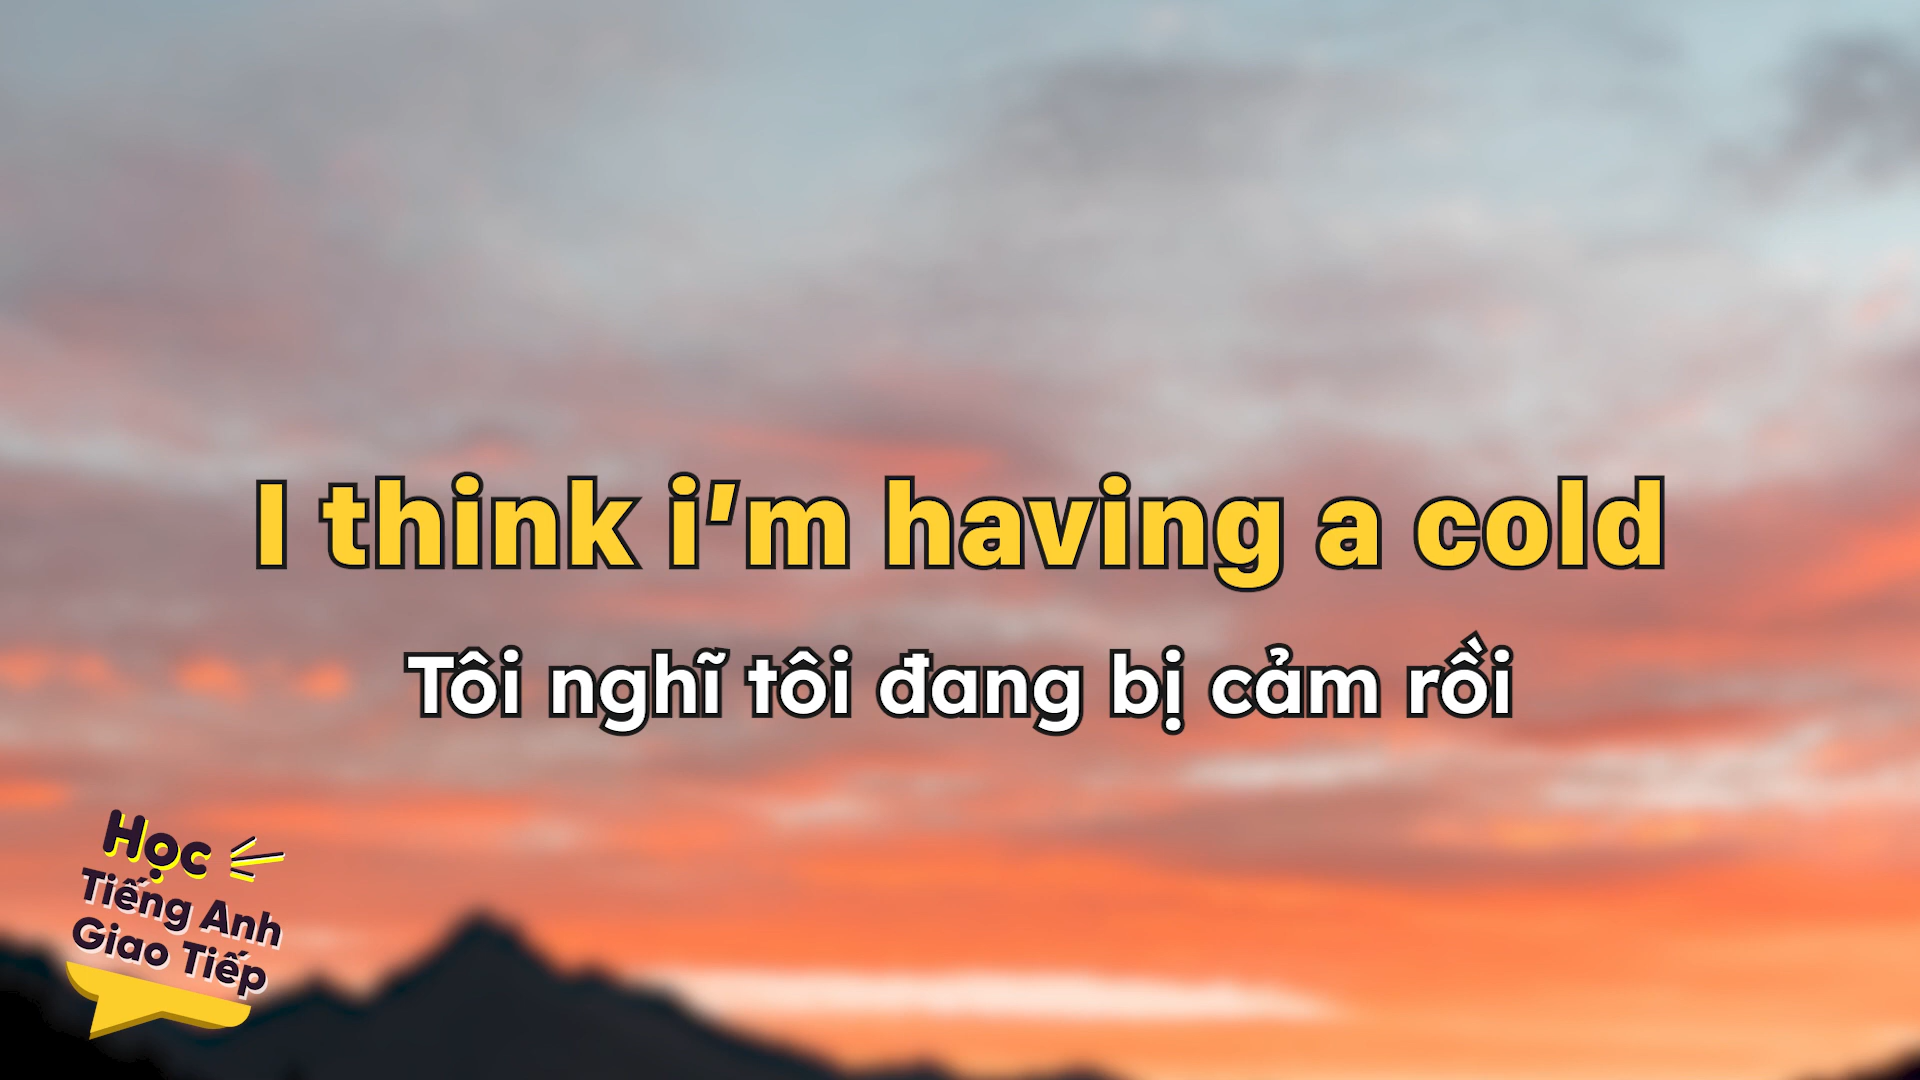 I think i’m having a cold
Tôi nghĩ tôi đang bị cảm rồi
Học
Tiếng Anh
Giao Tiếp